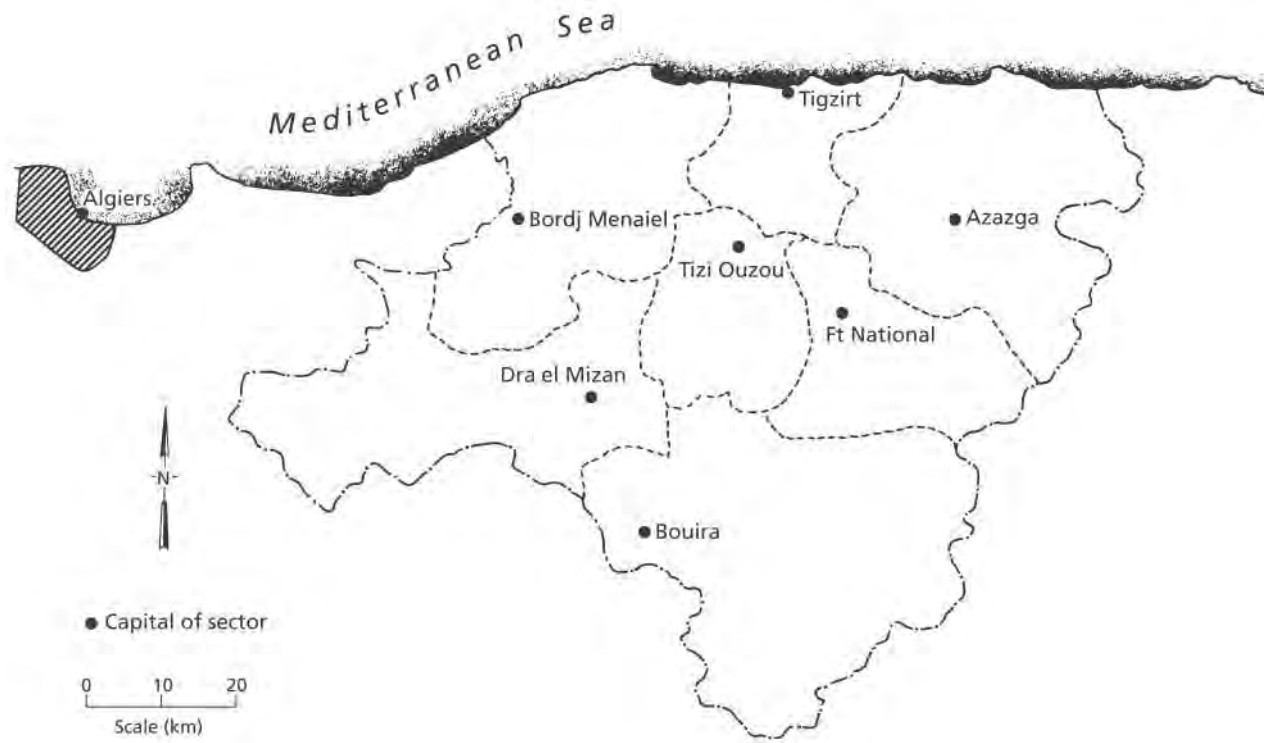 Mediterranean Sea
Tigzirt
Algiers
Bordj Menaiel
Azazga
Tizi Ouzou
Ft National
Dra el Mizan
N
Bouira
Capital of sector
0 10 20
Scale (km)